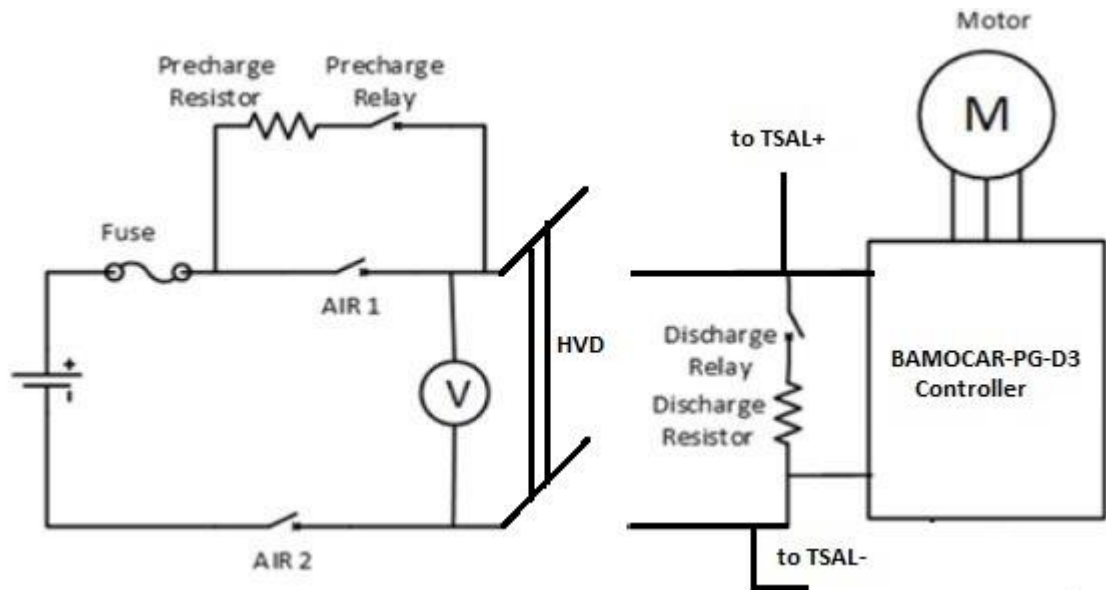 Motor
M
Precharge
Resistor
Precharge
Relay
to TSAL+
Fuse
AIR 1
+
-
V
HVD
Discharge
Relay
Discharge
Resistor
BAMOCAR-PG-D3
Controller
AIR 2
to TSAL-